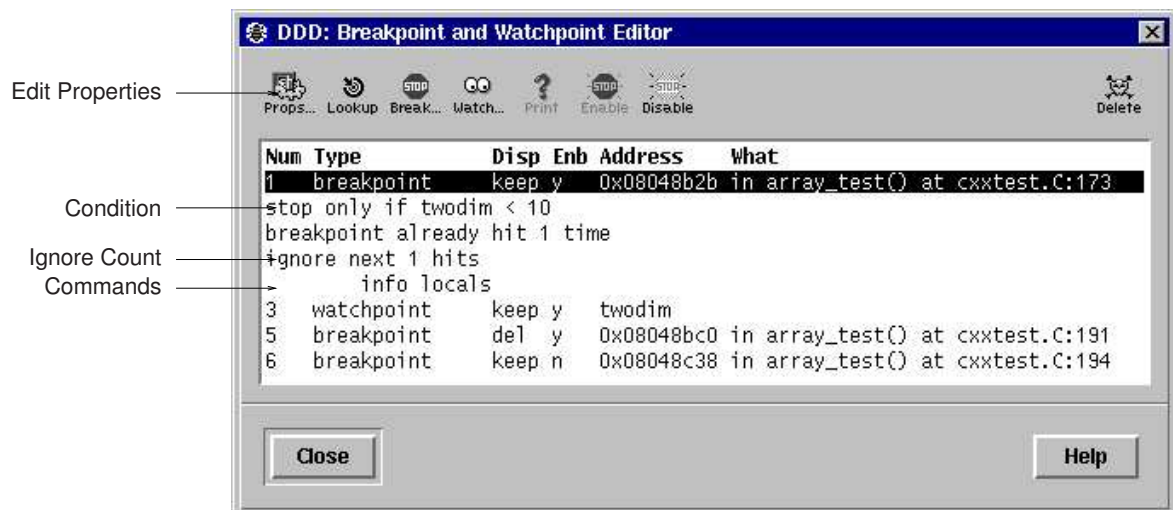 DDD: Breakpoint and Watchpoint Editor
Edit Properties
Props... Lookup Break... Watch... Print Enable Disable Delete
Num Type Disp Enb Address What
1 breakpoint keep y 0x08048b2b in array_test() at cxxtest.C:173
Condition
stop only if twodim < 10
breakpoint already hit 1 time
Ignore Count
ignore next 1 hits
Commands
info locals
3 watchpoint keep y twodim
5 breakpoint del y 0x08048bc0 in array_test() at cxxtest.C:191
6 breakpoint keep n 0x08048c38 in array_test() at cxxtest.C:194
Close Help